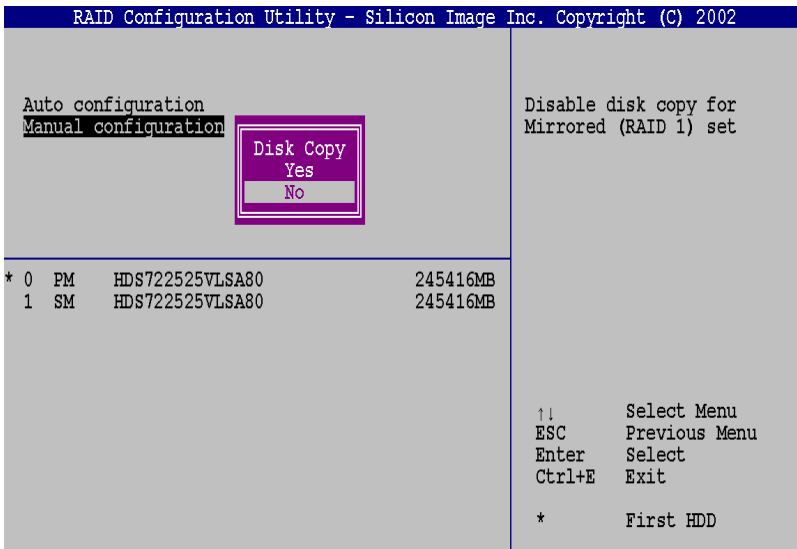 RAID Configuration Utility - Silicon Image Inc. Copyright (C) 2002
Auto configuration
Manual configuration
Disk Copy
Yes
No
Disable disk copy for
Mirrored (RAID 1) set
* 0 PM HDS722525VLSA80 245416MB
1 SM HDS722525VLSA80 245416MB
↑↓ Select Menu
ESC Previous Menu
Enter Select
Ctrl+E Exit
* First HDD